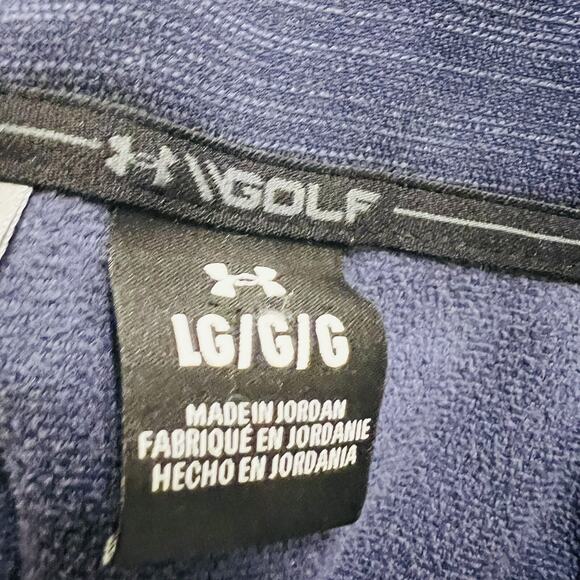 \\GOLF
LG/G/G
MADE IN JORDAN
FABRIQUÉ EN JORDANIE
HECHO EN JORDANIA